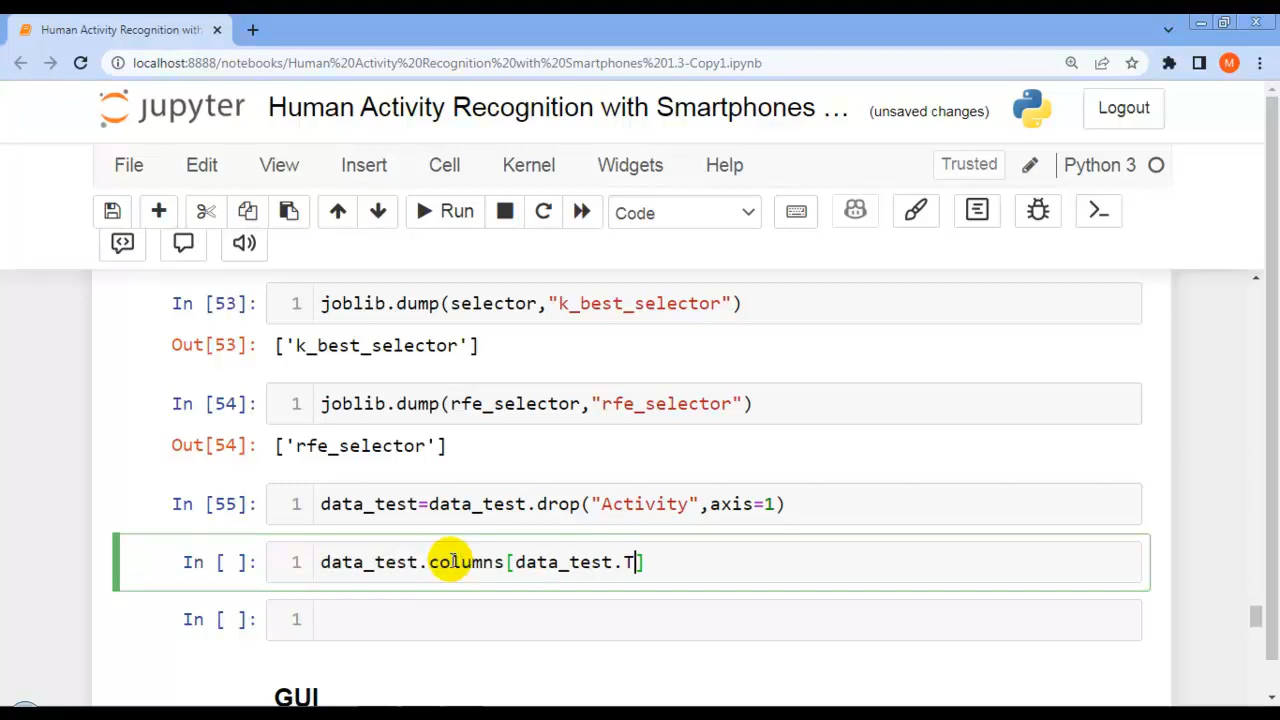 Human Activity Recognition with
localhost:8888/notebooks/Human%20Activity%20Recognition%20with%20Smartphones%201.3-Copy1.ipynb
M
jupyter Human Activity Recognition with Smartphones ... (unsaved changes) Logout
File Edit View Insert Cell Kernel Widgets Help Trusted Python 3
Run Code
In [53]: 1 joblib.dump(selector,"k_best_selector")
Out[53]: ['k_best_selector']
In [54]: 1 joblib.dump(rfe_selector,"rfe_selector")
Out[54]: ['rfe_selector']
In [55]: 1 data_test=data_test.drop("Activity",axis=1)
In [ ]: 1 data_test.columns[data_test.T]
In [ ]: 1
GUI